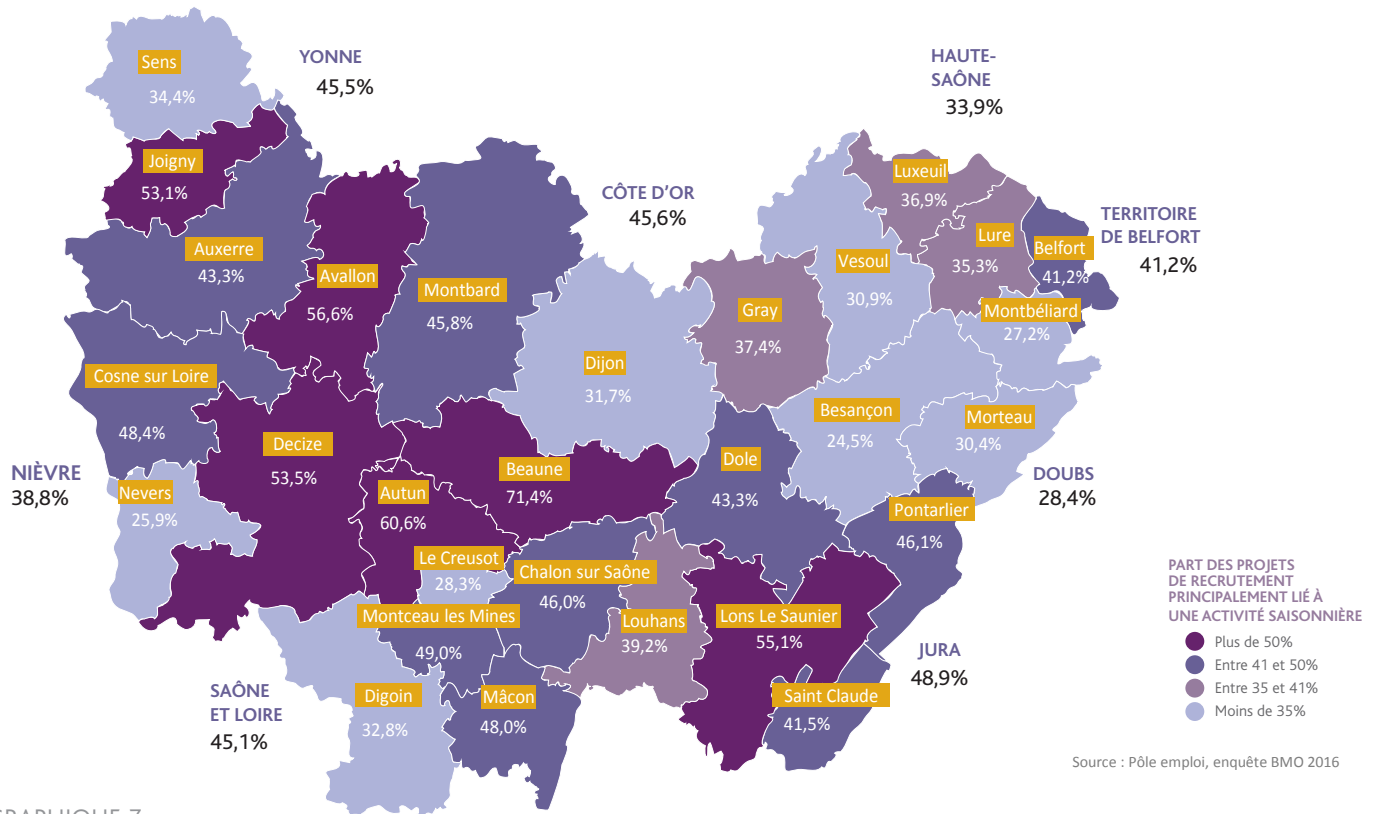 Sens
34,4%
YONNE
45,5%
HAUTE-
SAÔNE
33,9%
Joigny
53,1%
Luxeuil
36,9%
CÔTE D'OR
45,6%
TERRITOIRE
DE BELFORT
41,2%
Auxerre
43,3%
Avallon
56,6%
Montbard
45,8%
Lure
35,3%
Belfort
41,2%
Vesoul
30,9%
Gray
37,4%
Montbéliard
27,2%
Dijon
31,7%
Cosne sur Loire
48,4%
Besançon
24,5%
Morteau
30,4%
Decize
53,5%
Beaune
71,4%
Dole
43,3%
NIÈVRE
38,8%
DOUBS
28,4%
Nevers
25,9%
Autun
60,6%
Pontarlier
46,1%
Le Creusot
28,3%
Chalon sur Saône
46,0%
Montceau les Mines
49,0%
Louhans
39,2%
Lons Le Saunier
55,1%
JURA
48,9%
SAÔNE
ET LOIRE
45,1%
Digoin
32,8%
Mâcon
48,0%
Saint Claude
41,5%
PART DES PROJETS
DE RECRUTEMENT
PRINCIPALEMENT LIÉ À
UNE ACTIVITÉ SAISONNIÈRE
Plus de 50%
Entre 41 et 50%
Entre 35 et 41%
Moins de 35%
Source : Pôle emploi, enquête BMO 2016